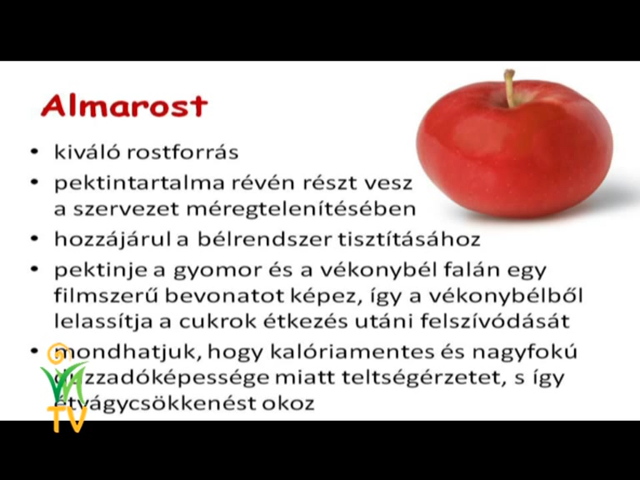 Almarost
• kiváló rostforrás
• pektintartalma révén részt vesz
a szervezet méregtelenítésében
• hozzájárul a bélrendszer tisztításához
• pektinje a gyomor és a vékonybél falán egy
filmszerű bevonatot képez, így a vékonybélből
lelassítja a cukrok étkezés utáni felszívódását
• mondhatjuk, hogy kalóriamentes és nagyfokú
duzzadóképessége miatt teltségérzetet, s így
étvágycsökkenést okoz
TV